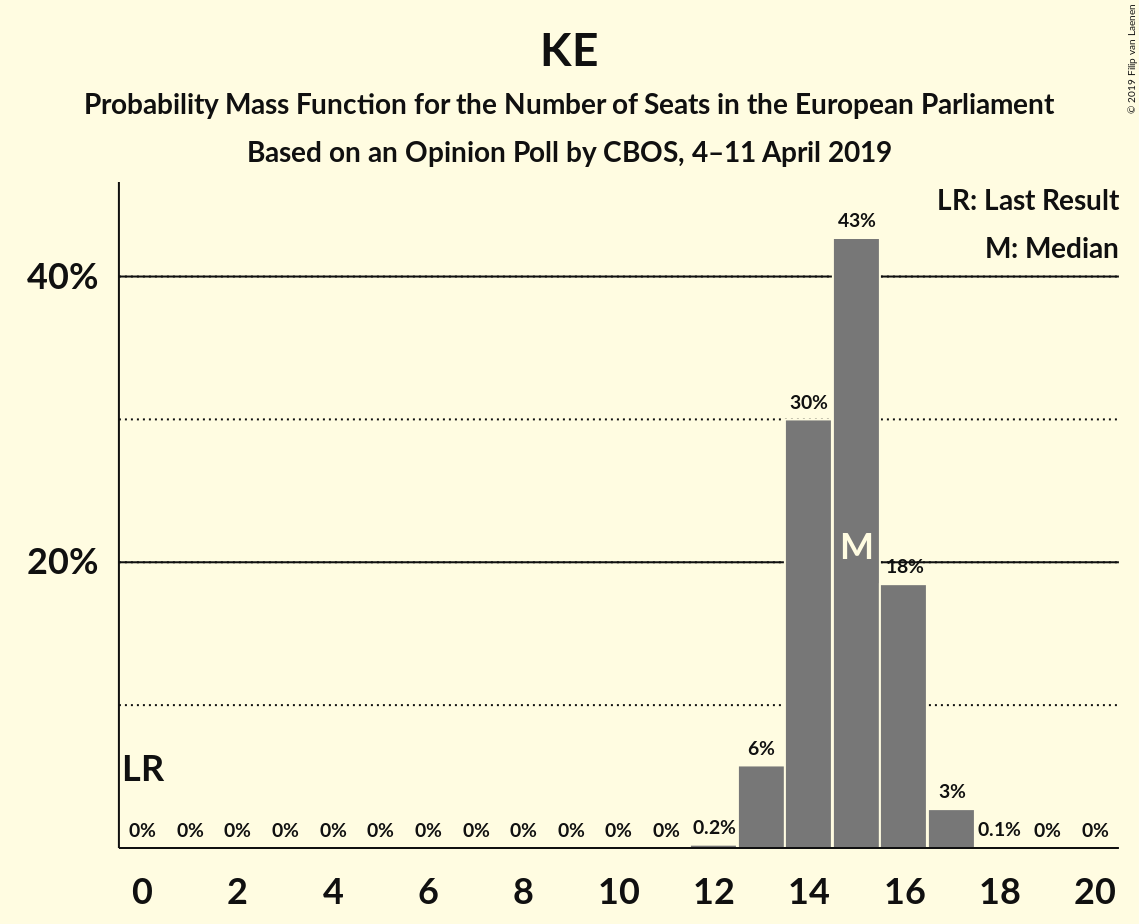 KE
Probability Mass Function for the Number of Seats in the European Parliament
Based on an Opinion Poll by CBOS, 4–11 April 2019
© 2019 Filip van Laenen
LR: Last Result
M: Median
43%
40%
30%
M
20%
18%
6%
LR
3%
0% 0% 0% 0% 0% 0% 0% 0% 0% 0% 0% 0% 0.2% 0.1% 0% 0%
0 2 4 6 8 10 12 14 16 18 20